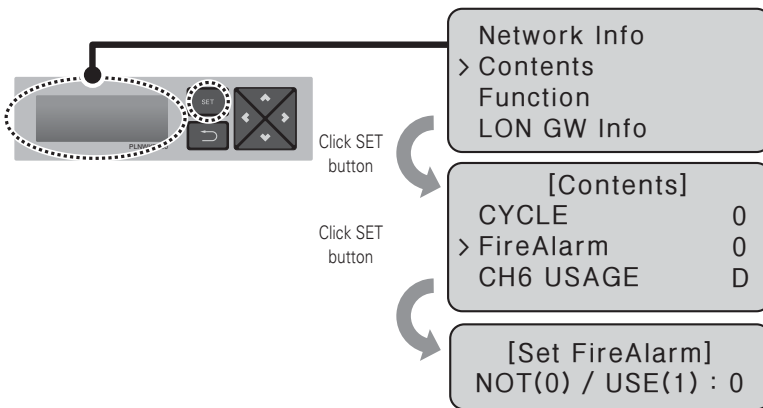 Network Info
> Contents
Function
LON GW Info
SET
Click SET
button
[Contents]
CYCLE 0
> FireAlarm 0
CH6 USAGE D
Click SET
button
[Set FireAlarm]
NOT(0) / USE(1) : 0